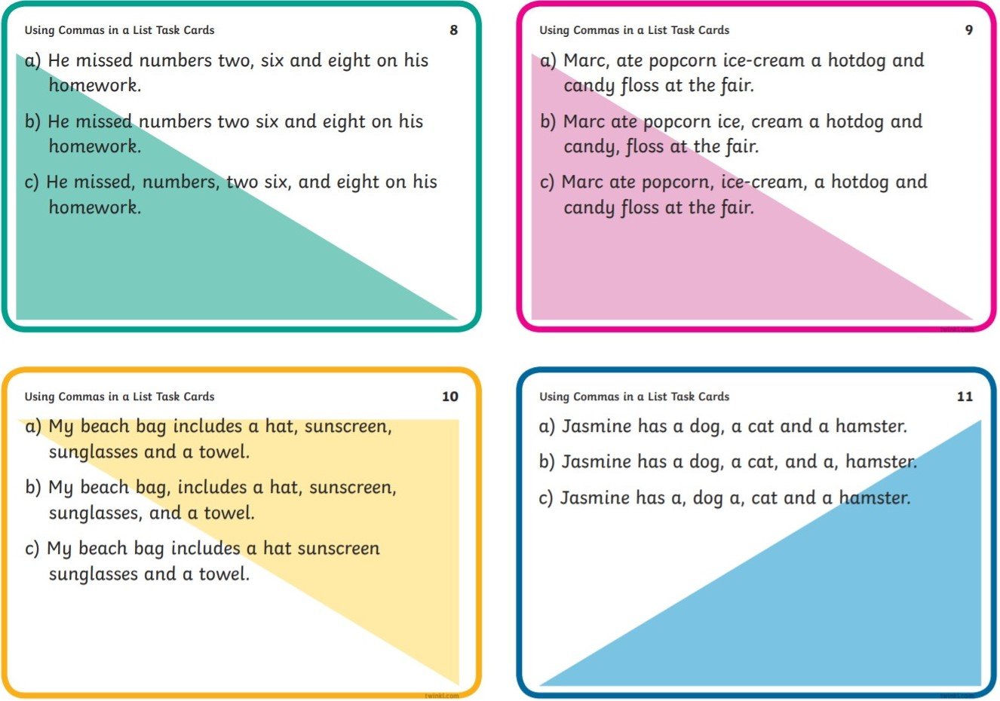 Using Commas in a List Task Cards 8
a) He missed numbers two, six and eight on his
homework.
b) He missed numbers two six and eight on his
homework.
c) He missed, numbers, two six, and eight on his
homework.
Using Commas in a List Task Cards 9
a) Marc, ate popcorn ice-cream a hotdog and
candy floss at the fair.
b) Marc ate popcorn ice, cream a hotdog and
candy, floss at the fair.
c) Marc ate popcorn, ice-cream, a hotdog and
candy floss at the fair.
twinkl.com
Using Commas in a List Task Cards 10
a) My beach bag includes a hat, sunscreen,
sunglasses and a towel.
b) My beach bag, includes a hat, sunscreen,
sunglasses, and a towel.
c) My beach bag includes a hat sunscreen
sunglasses and a towel.
twinkl.com
Using Commas in a List Task Cards 11
a) Jasmine has a dog, a cat and a hamster.
b) Jasmine has a dog, a cat, and a, hamster.
c) Jasmine has a, dog a, cat and a hamster.
twinkl.com